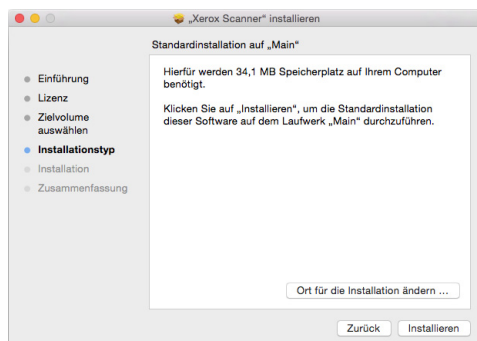 „Xerox Scanner“ installieren
Standardinstallation auf „Main“
Einführung
Lizenz
Zielvolume
auswählen
Installationstyp
Installation
Zusammenfassung
Hierfür werden 34,1 MB Speicherplatz auf Ihrem Computer
benötigt.
Klicken Sie auf „Installieren“, um die Standardinstallation
dieser Software auf dem Laufwerk „Main“ durchzuführen.
Ort für die Installation ändern ...
Zurück
Installieren